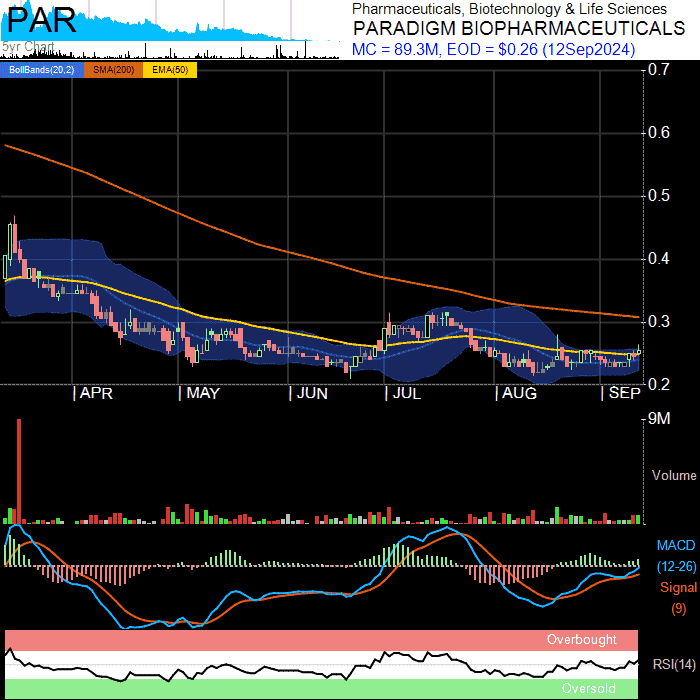 PAR
5yr Chart
Pharmaceuticals, Biotechnology & Life Sciences
PARADIGM BIOPHARMACEUTICALS
MC = 89.3M, EOD = $0.26 (12Sep2024)
BollBands(20,2) SMA(200) EMA(50)
0.7
0.6
0.5
0.4
0.3
0.2
APR MAY JUN JUL AUG SEP
9M
Volume
MACD
(12-26)
Signal
(9)
Overbought
RSI(14)
Oversold